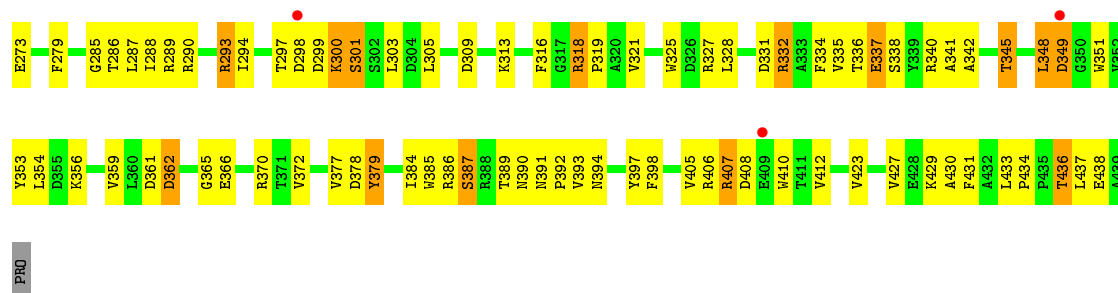 E273 F279 G285 T286 L287 I288 R289 R290 R293 I294 T297 D298 D299 K300 S301 S302 L303 D304 L305 D309 K313 F316 G317 R318 P319 A320 V321 W325 D326 R327 L328 D331 R332 A333 F334 V335 T336 E337 S338 Y339 R340 A341 A342 T345 L348 D349 G350 W351 V352
Y353 L354 D355 K356 V359 L360 D361 D362 G365 E366 R370 T371 V372 V377 D378 Y379 I384 W385 R386 S387 R388 T389 N390 N391 P392 V393 N394 Y397 F398 V405 R406 R407 D408 E409 W410 T411 V412 V423 V427 E428 K429 A430 F431 A432 L433 P434 P435 T436 L437 E438 A439
PRO